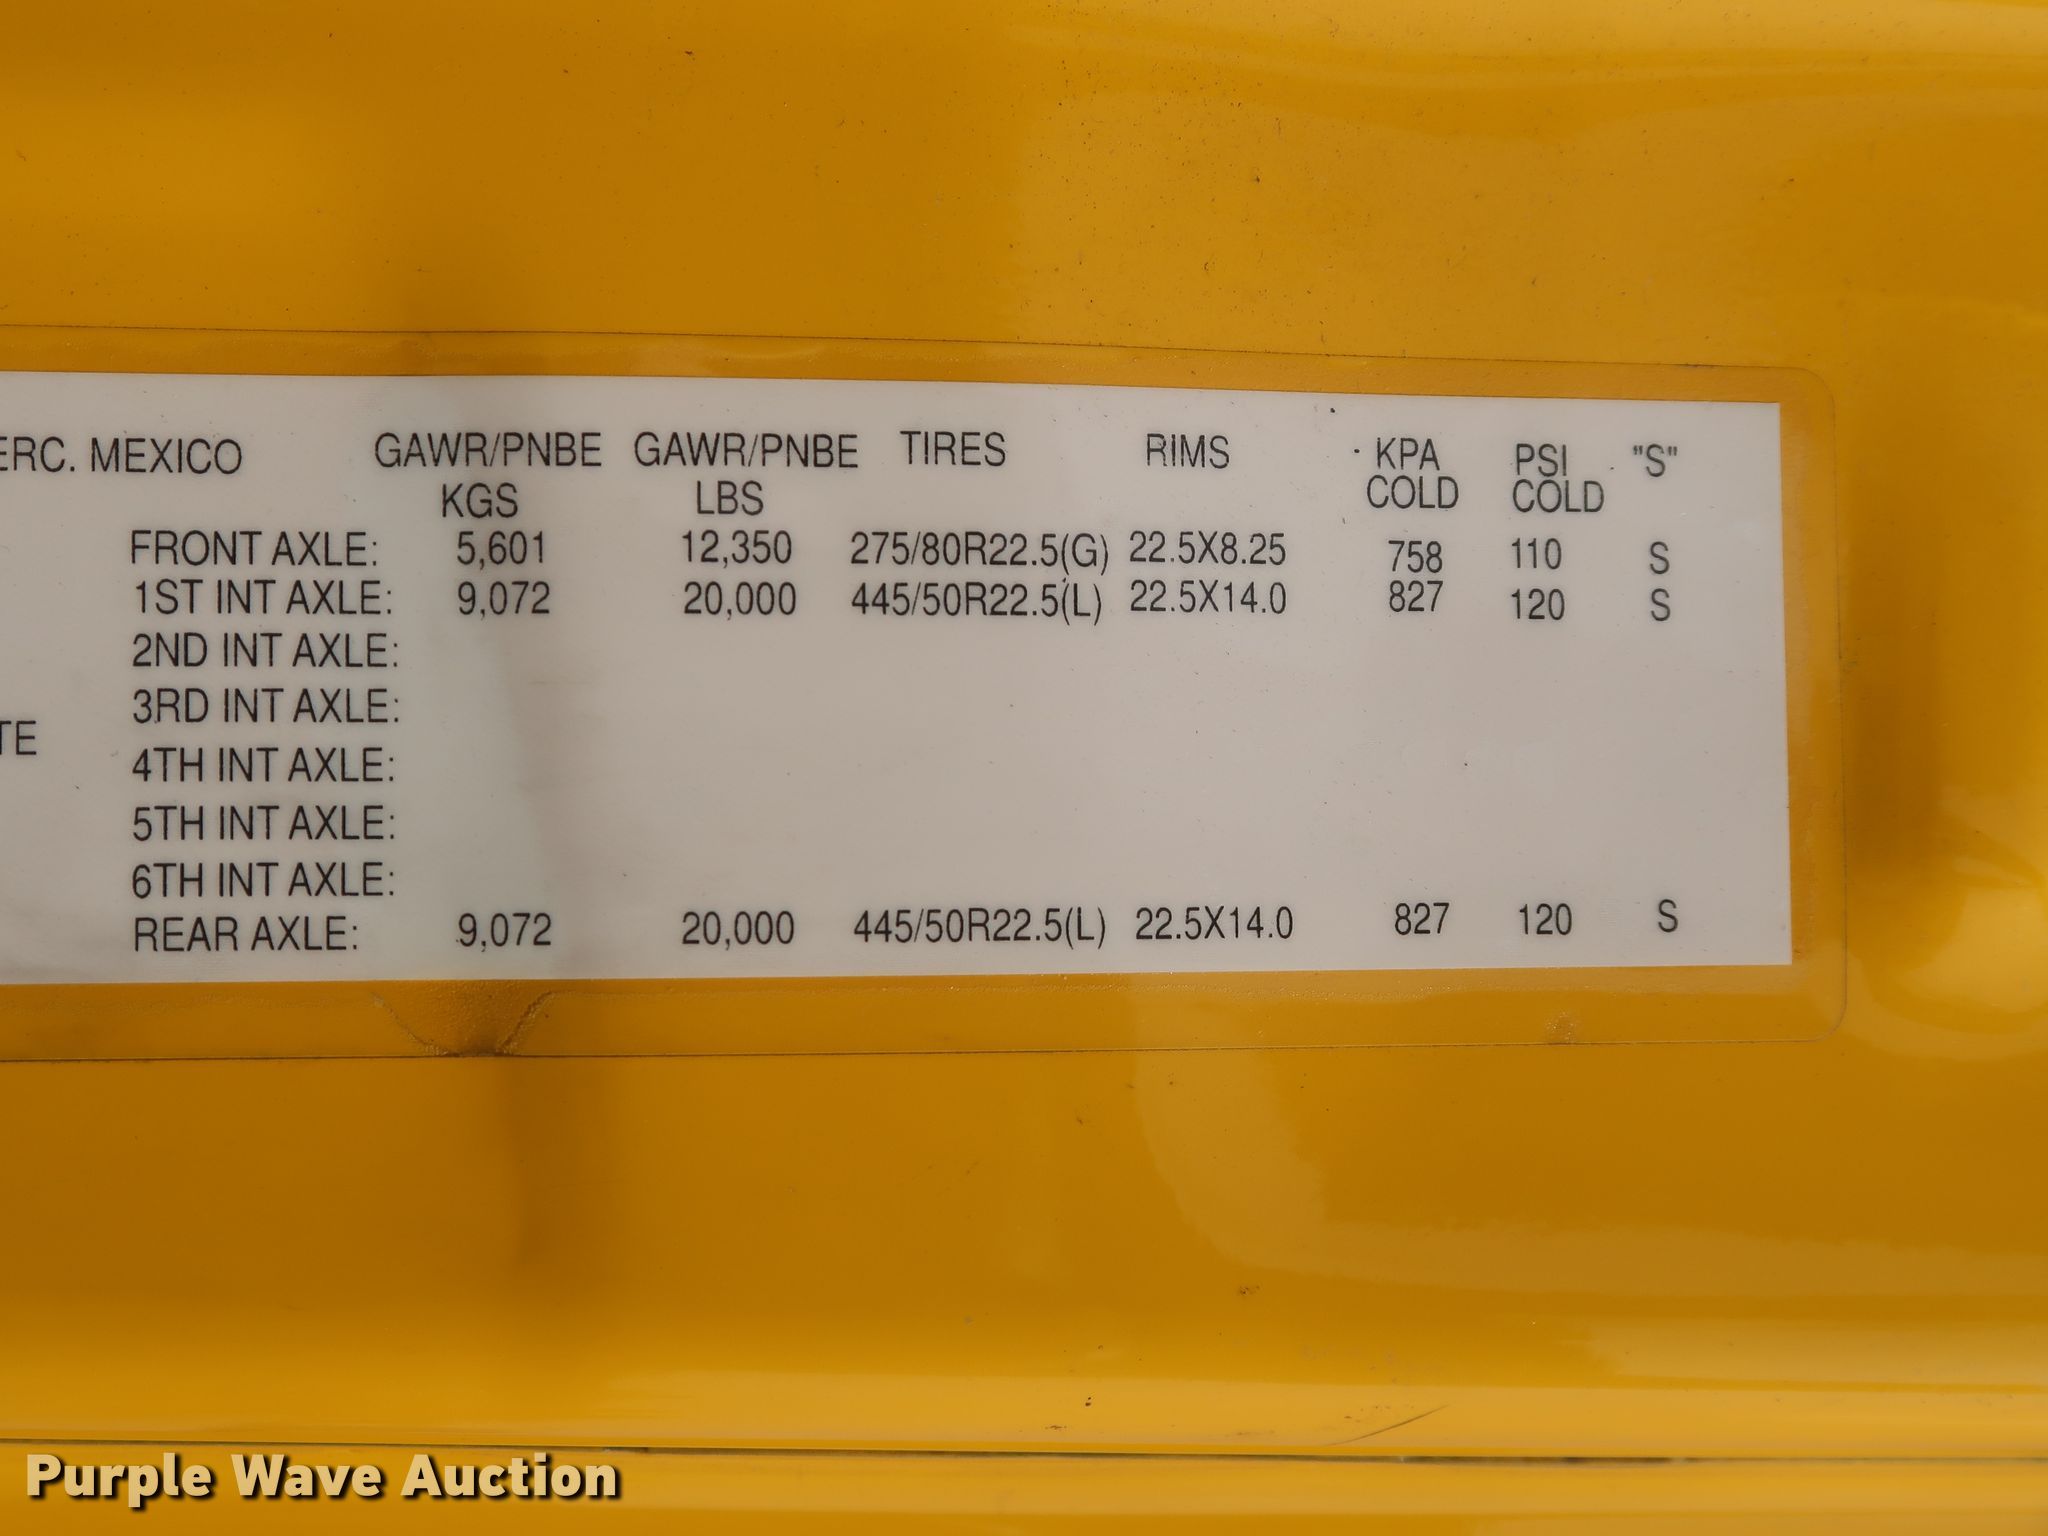 ERC. MEXICO GAWR/PNBE GAWR/PNBE TIRES RIMS KPA PSI "S"
KGS LBS COLD COLD
FRONT AXLE: 5,601 12,350 275/80R22.5(G) 22.5X8.25 758 110 S
1ST INT AXLE: 9,072 20,000 445/50R22.5(L) 22.5X14.0 827 120 S
2ND INT AXLE:
3RD INT AXLE:
TE
4TH INT AXLE:
5TH INT AXLE:
6TH INT AXLE:
REAR AXLE: 9,072 20,000 445/50R22.5(L) 22.5X14.0 827 120 S
Purple Wave Auction